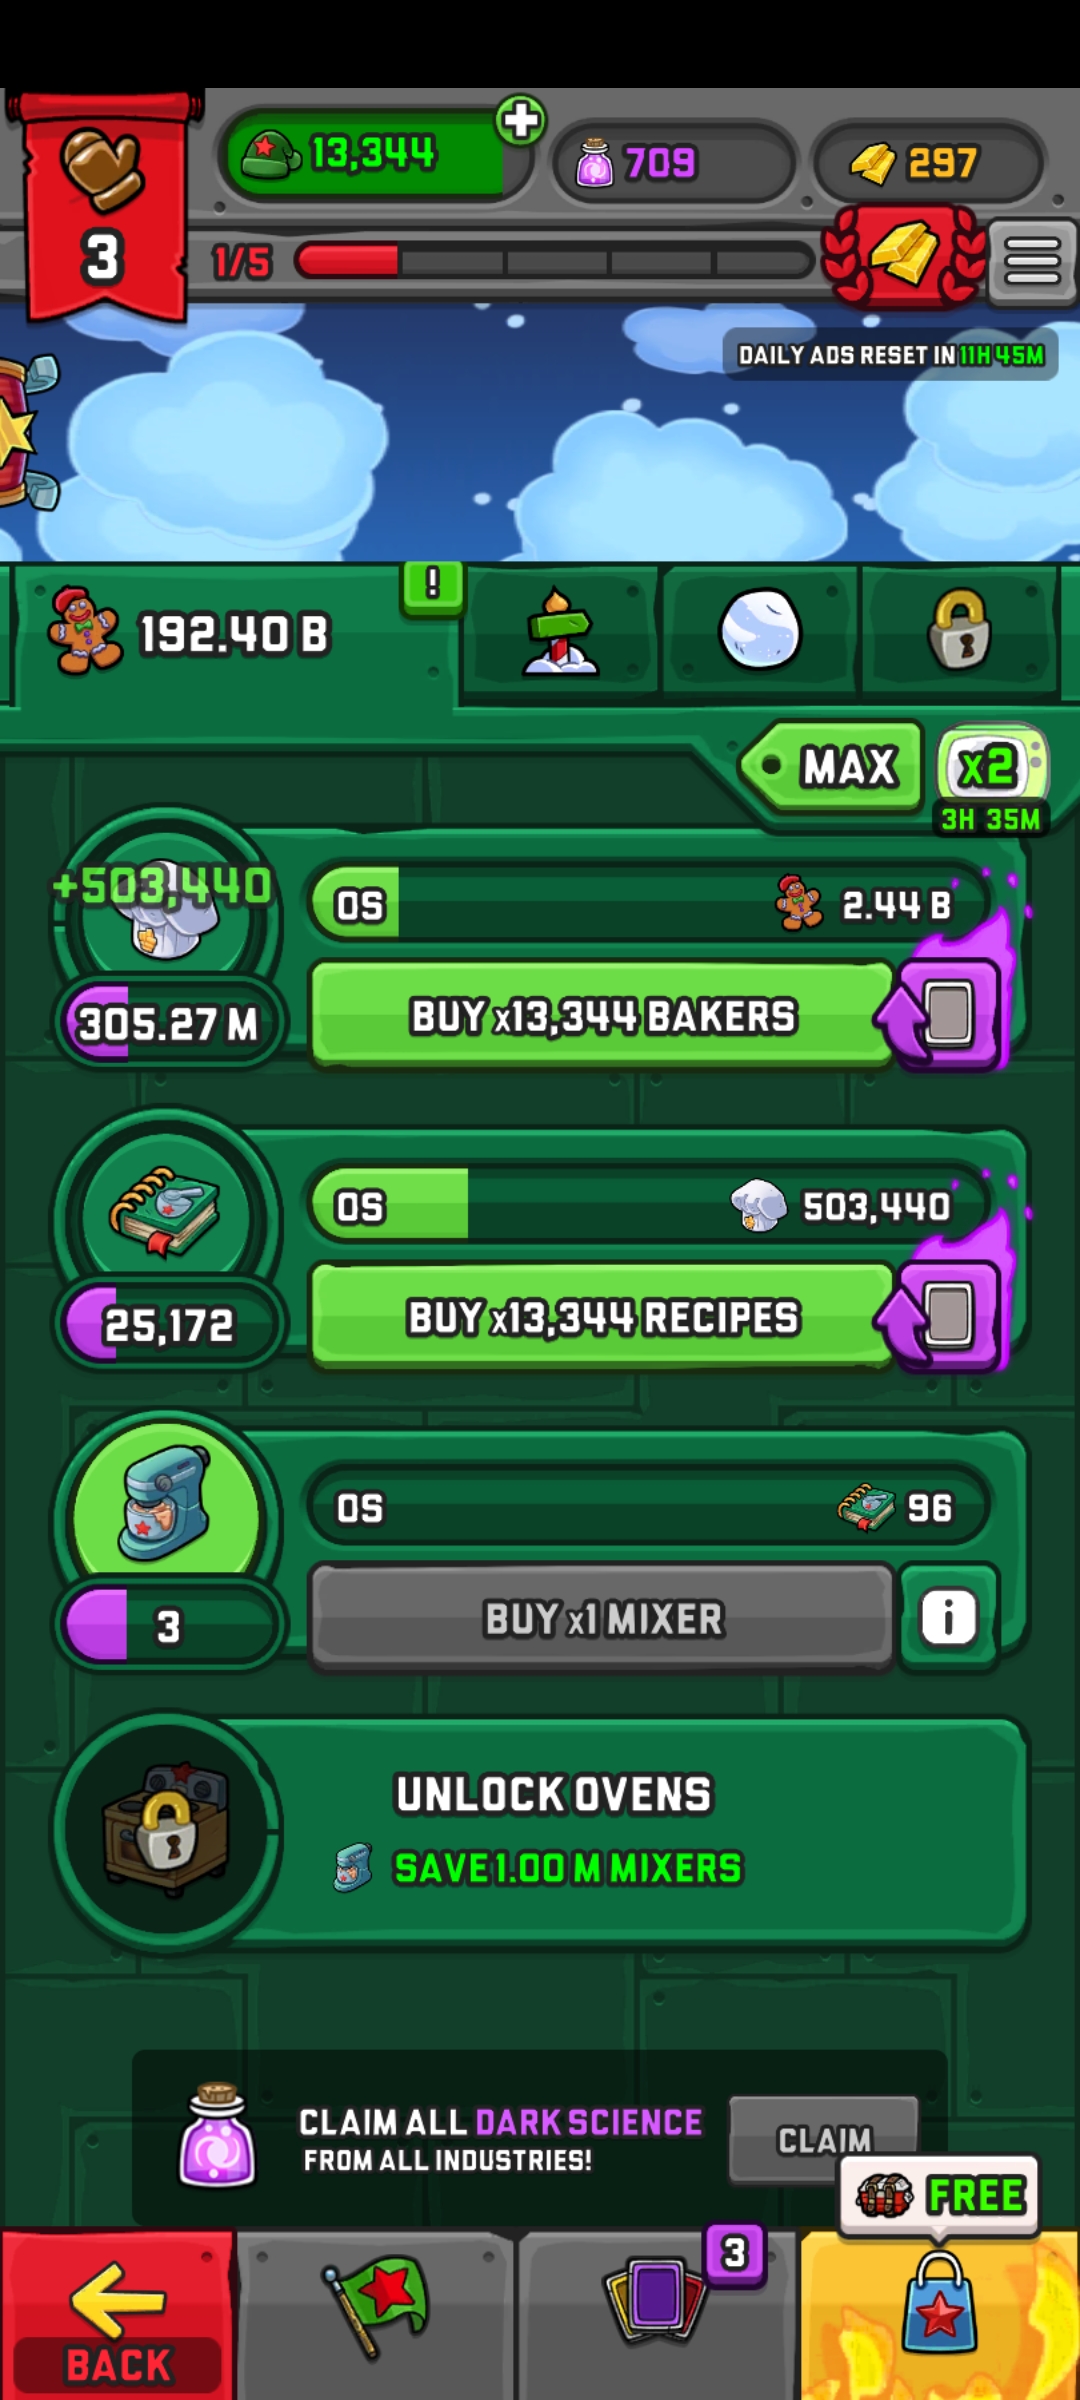 13,344
709
297
3
1/5
DAILY ADS RESET IN 11H 45M
192.40 B
!
MAX
x2
3H 35M
+503,440
0S
2.44 B
305.27 M
BUY x13,344 BAKERS
0S
503,440
25,172
BUY x13,344 RECIPES
0S
96
3
BUY x1 MIXER
i
UNLOCK OVENS
SAVE 1.00 M MIXERS
CLAIM ALL DARK SCIENCE
FROM ALL INDUSTRIES!
CLAIM
FREE
3
BACK